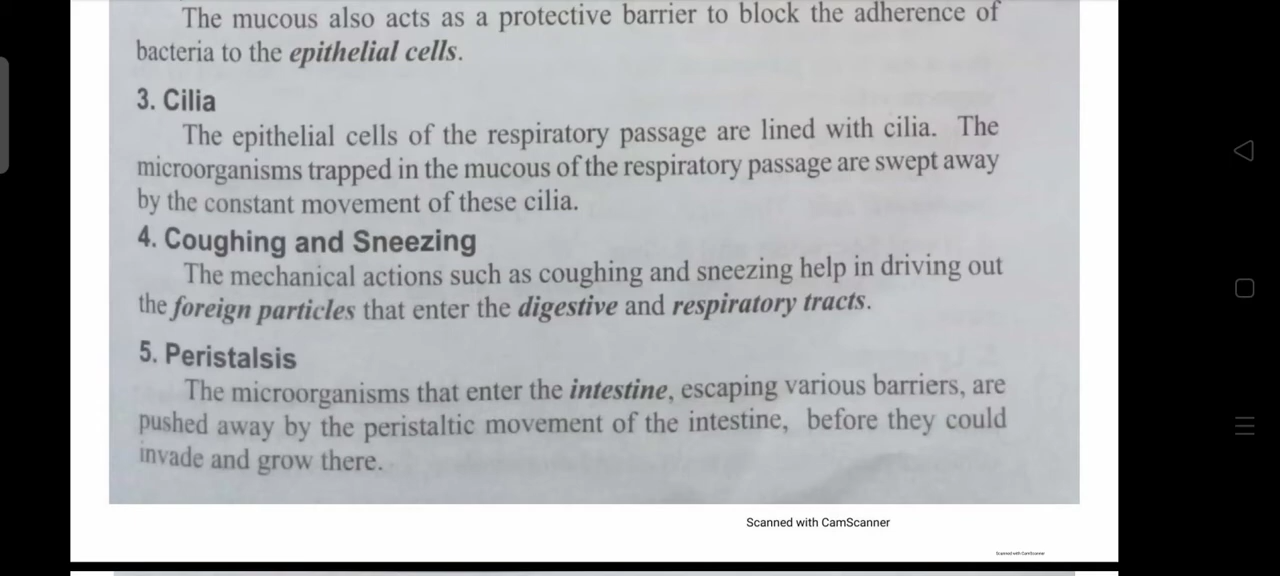 The mucous also acts as a protective barrier to block the adherence of
bacteria to the epithelial cells.
3. Cilia
The epithelial cells of the respiratory passage are lined with cilia. The
microorganisms trapped in the mucous of the respiratory passage are swept away
by the constant movement of these cilia.
4. Coughing and Sneezing
The mechanical actions such as coughing and sneezing help in driving out
the foreign particles that enter the digestive and respiratory tracts.
5. Peristalsis
The microorganisms that enter the intestine, escaping various barriers, are
pushed away by the peristaltic movement of the intestine, before they could
invade and grow there.
Scanned with CamScanner
Scanned with CamScanner